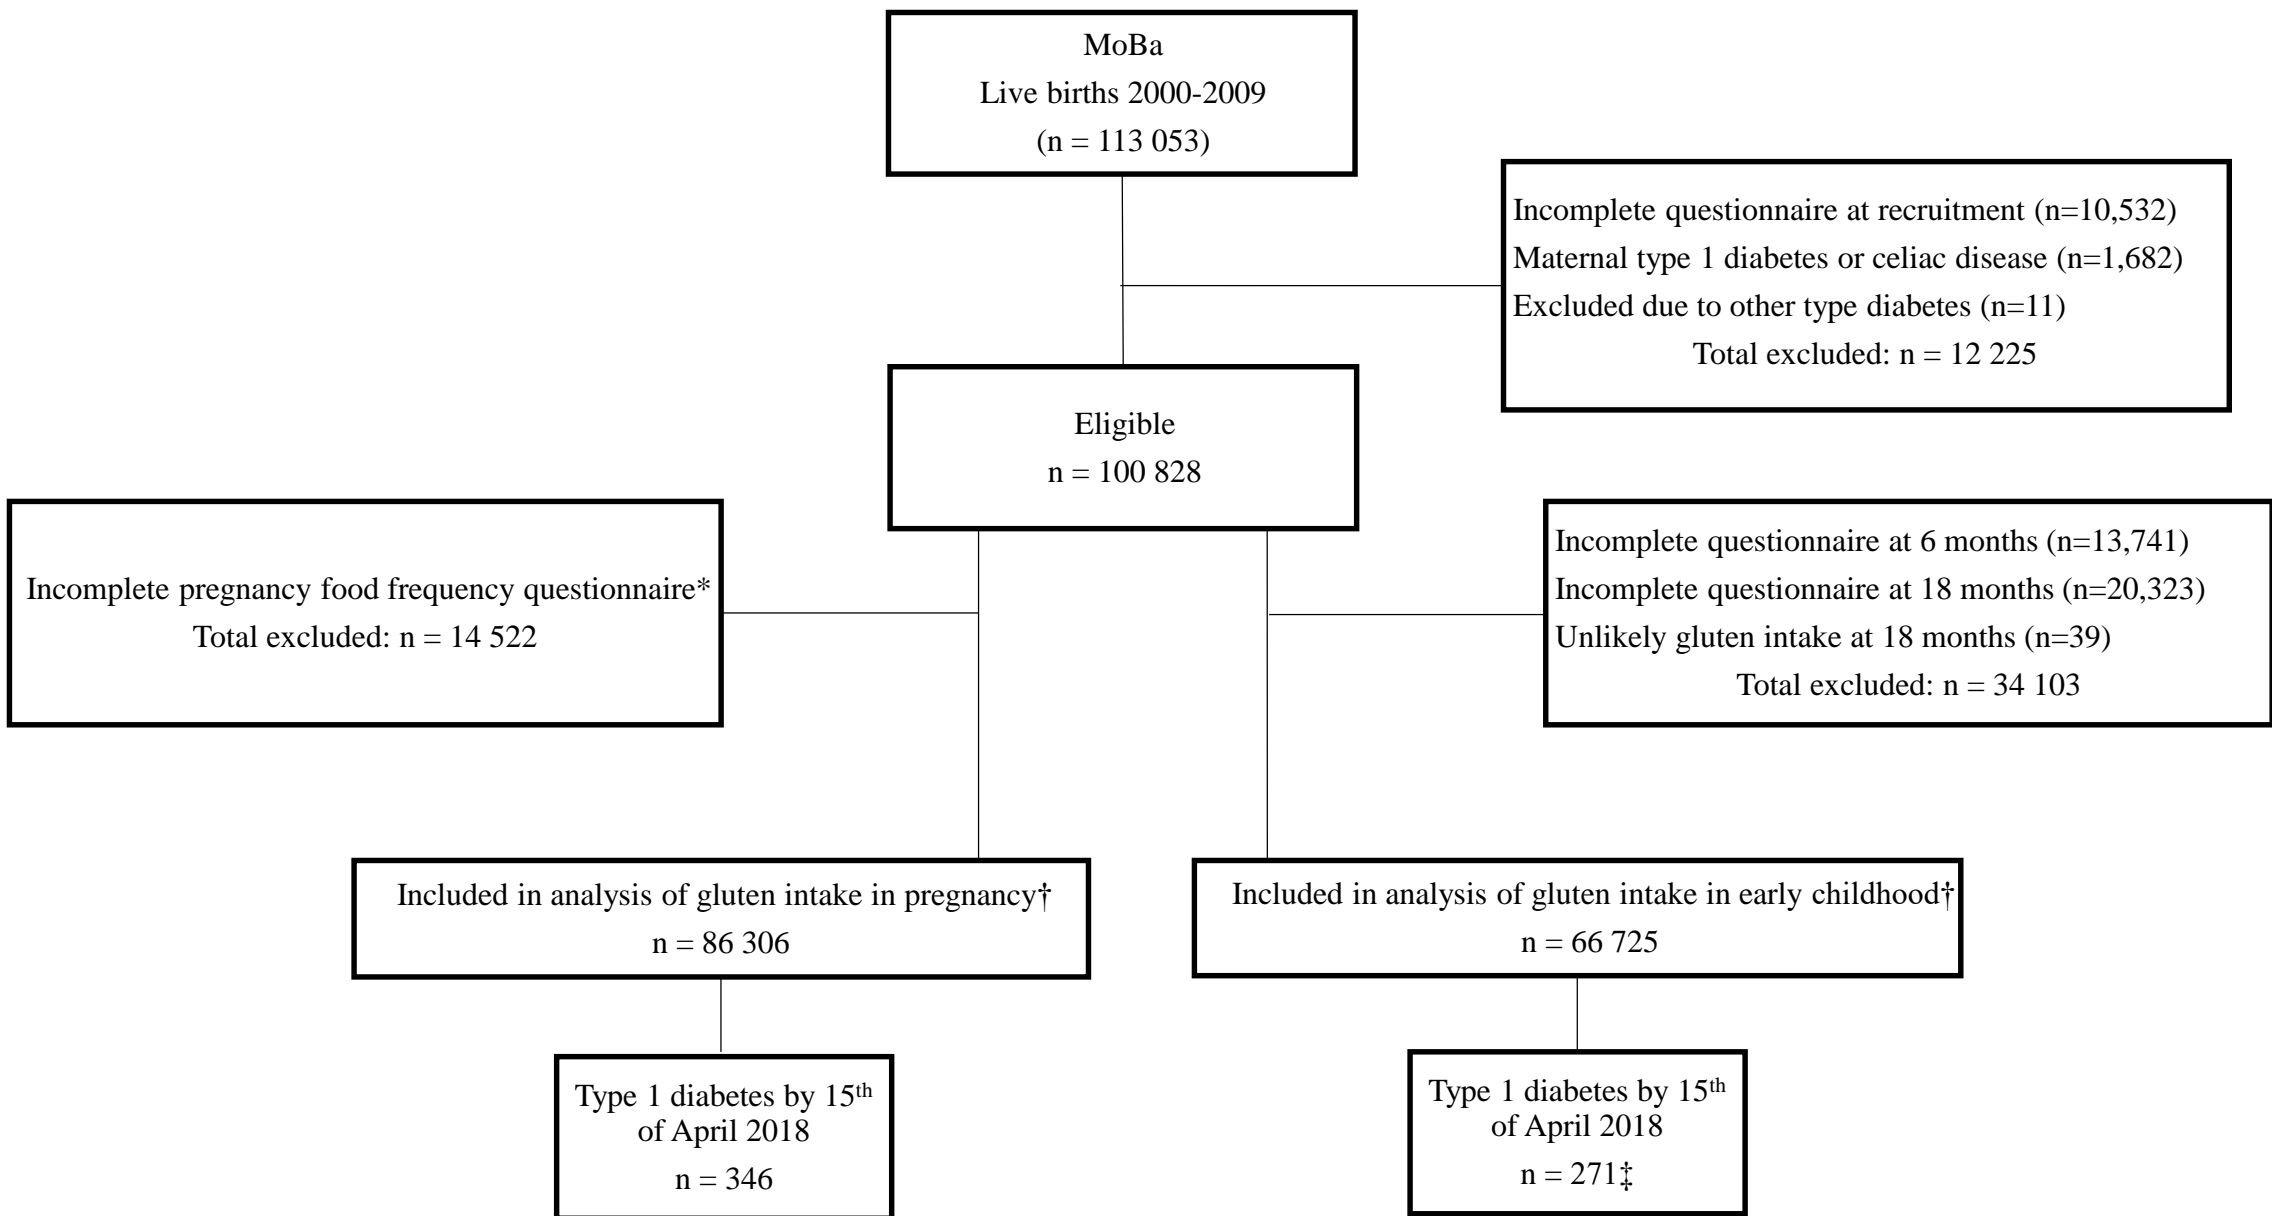 MoBa
Live births 2000-2009
(n = 113 053)
Incomplete questionnaire at recruitment (n=10,532)
Maternal type 1 diabetes or celiac disease (n=1,682)
Excluded due to other type diabetes (n=11)
Total excluded: n = 12 225
Eligible
n = 100 828
Incomplete pregnancy food frequency questionnaire*
Total excluded: n = 14 522
Incomplete questionnaire at 6 months (n=13,741)
Incomplete questionnaire at 18 months (n=20,323)
Unlikely gluten intake at 18 months (n=39)
Total excluded: n = 34 103
Included in analysis of gluten intake in pregnancy†
n = 86 306
Included in analysis of gluten intake in early childhood†
n = 66 725
Type 1 diabetes by 15th
of April 2018
n = 346
Type 1 diabetes by 15th
of April 2018
n = 271‡